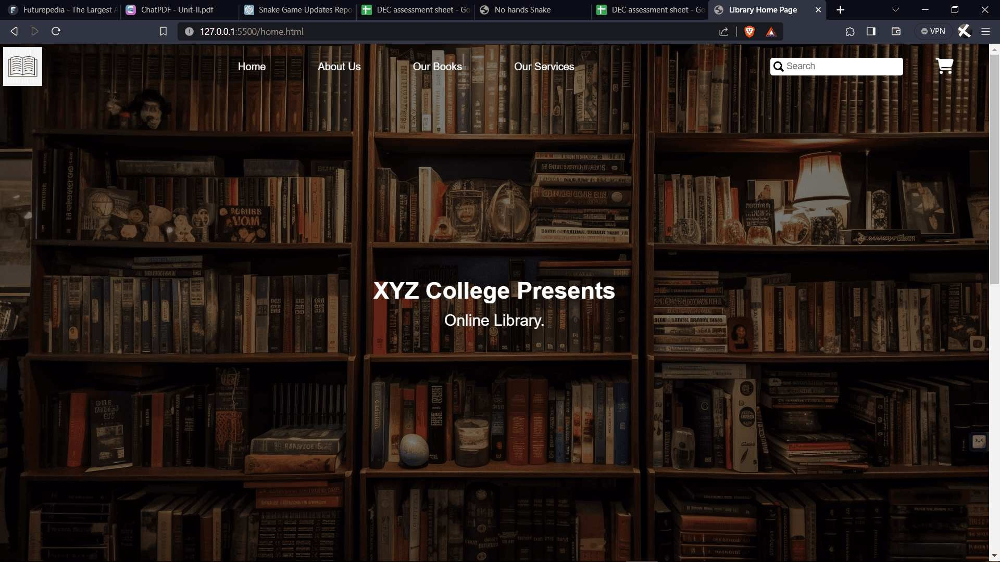 Futurepedia - The Largest A
ChatPDF - Unit-II.pdf
Snake Game Updates Repo
DEC assessment sheet - Go
No hands Snake
DEC assessment sheet - Go
Library Home Page
127.0.0.1:5500/home.html
VPN
Home
About Us
Our Books
Our Services
Search
XYZ College Presents
Online Library.